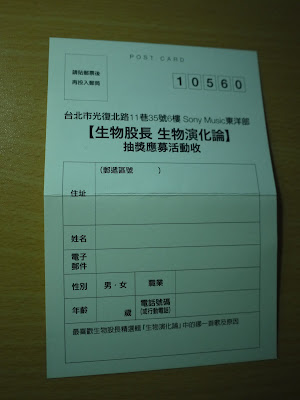 POST CARD
請貼郵票後
再投入郵筒
10560
台北市光復北路11巷35號6樓 Sony Music東洋部
【生物股長 生物演化論】
抽獎應募活動收
(郵遞區號 )
住址
姓名
電子
郵件
性別 男・女 職業
年齡 歲 電話號碼
(或行動電話)
最喜歡生物股長精選輯「生物演化論」中的哪一首歌及原因